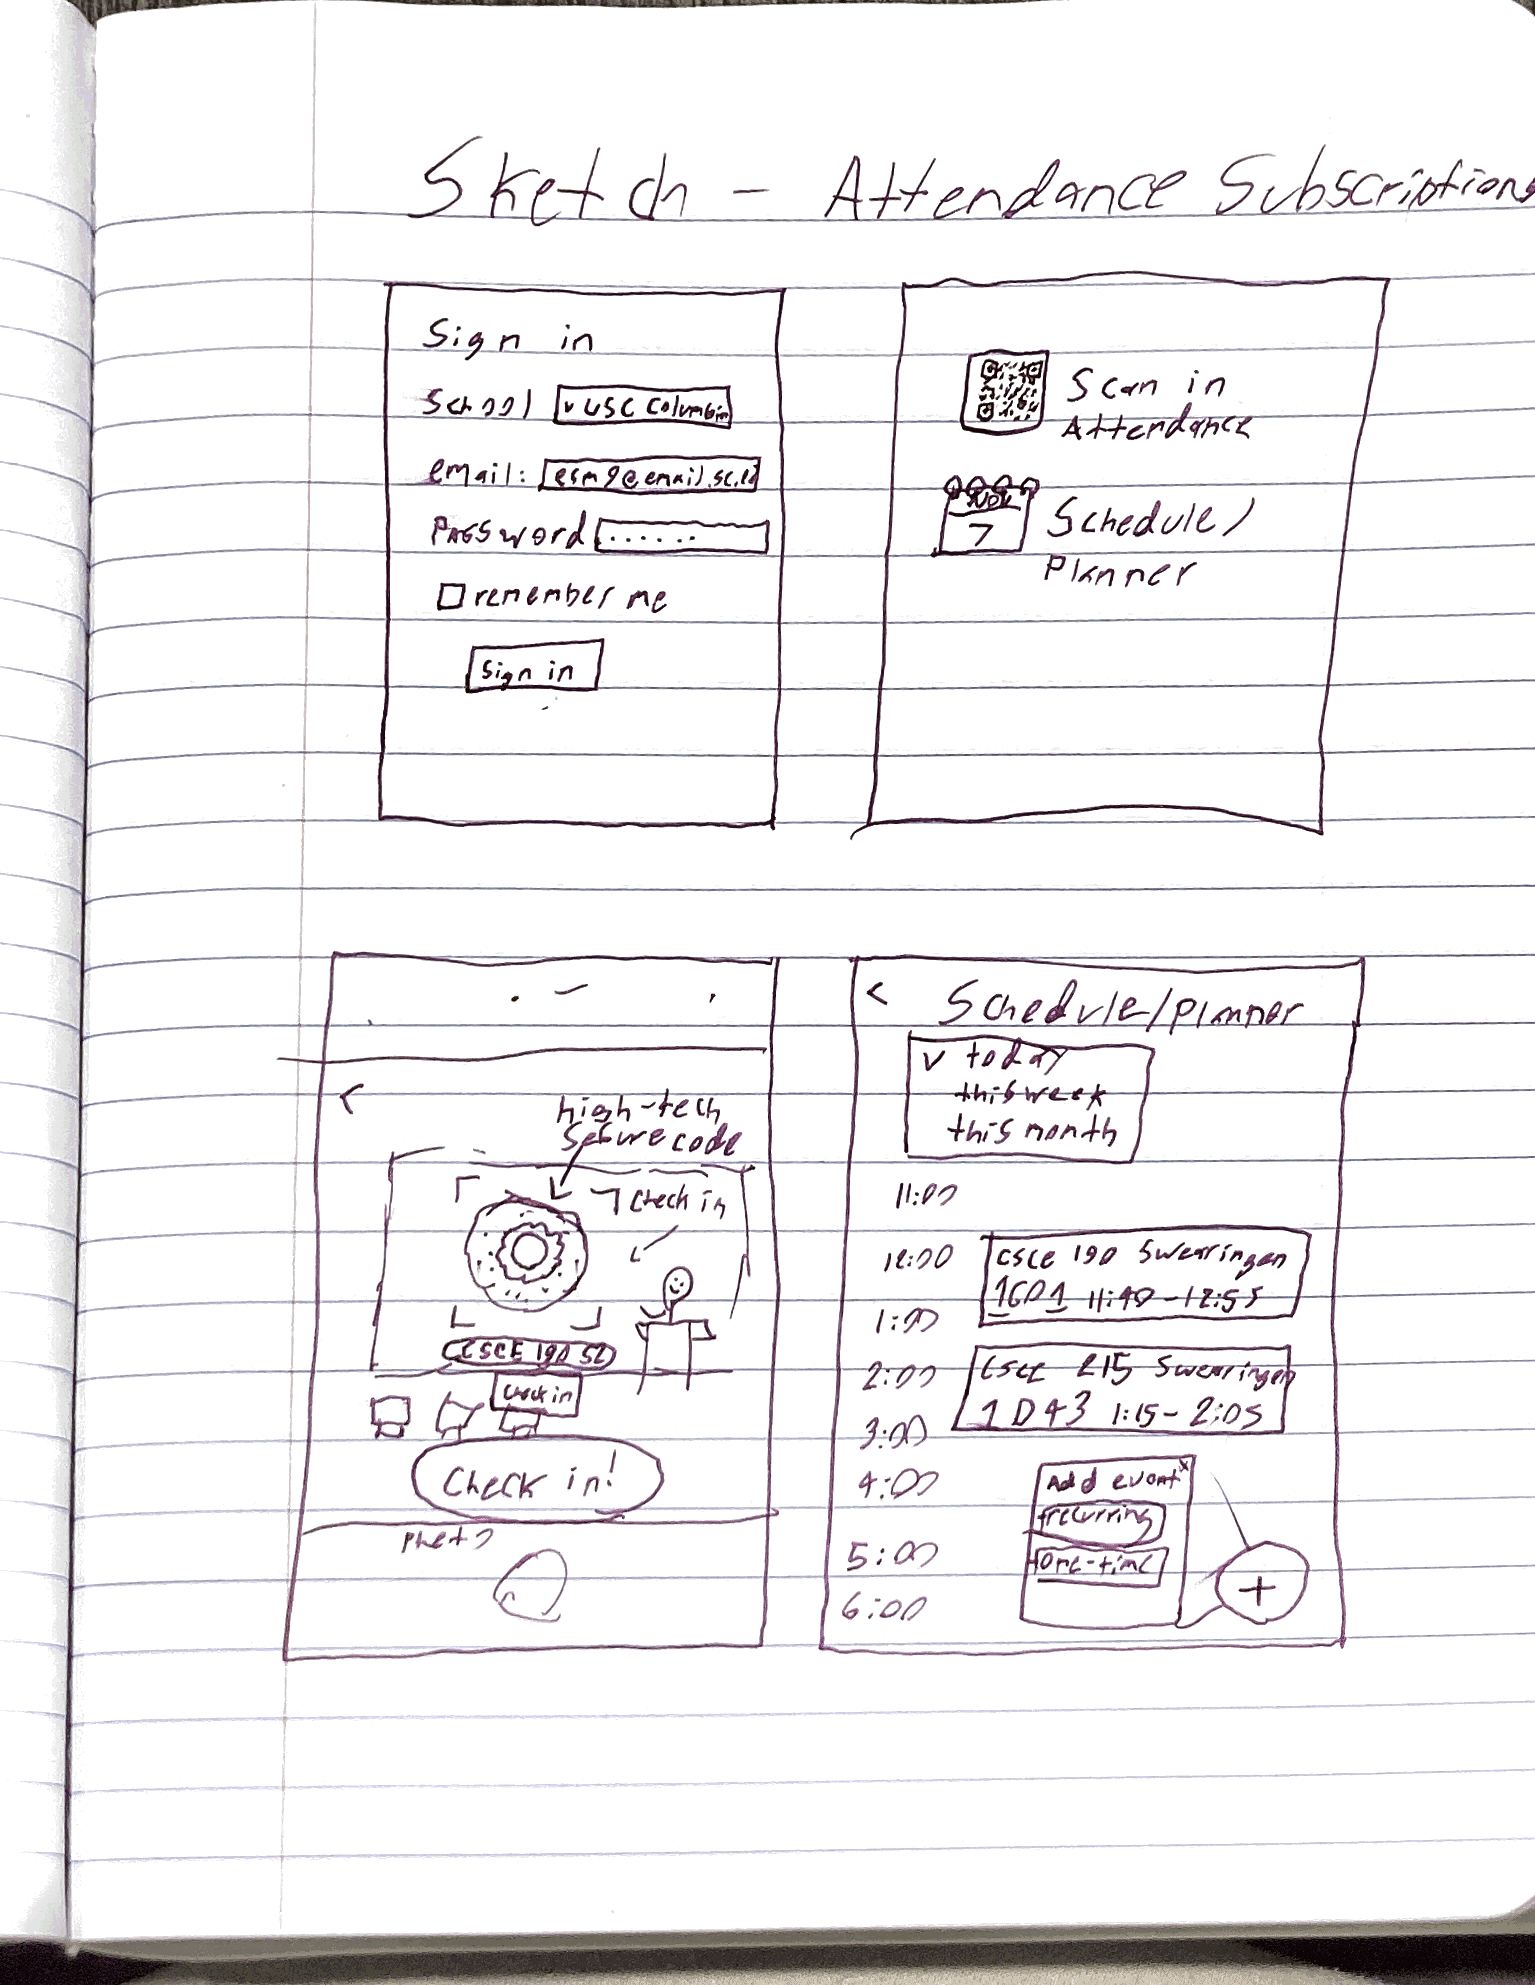 Sketch - Attendance Subscriptions
Sign in
School v USC Columbia
email: esm9@email.sc.ed
Password ......
remember me
Sign in
Scan in
Attendance
NOV
7
Schedule/
Planner
<
high-tech
secure code
check in
CSCE 190 S2
check in
Check in!
Photo
< Schedule/planner
v today
this week
this month
11:00
12:00
1:00
2:00
3:00
4:00
5:00
6:00
CSCE 190 Swearingen
11:40-12:55
CSCE 215 Swearingen
1D43 1:15-2:05
Add event x
+recurring
+one-time
+